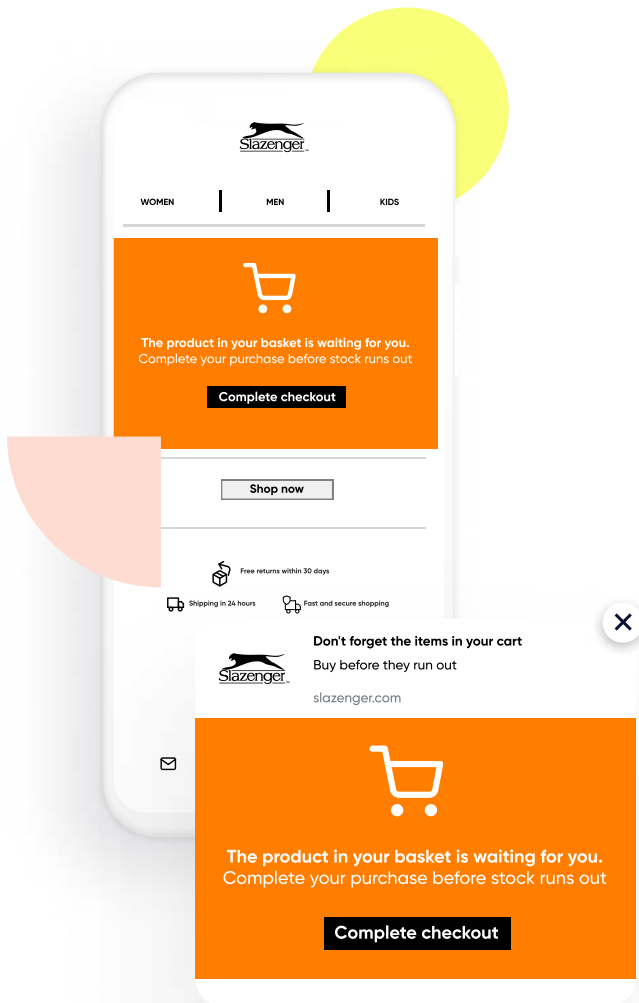 Slazenger
WOMEN
MEN
KIDS
The product in your basket is waiting for you.
Complete your purchase before stock runs out
Complete checkout
Shop now
Free returns within 30 days
Shipping in 24 hours
Fast and secure shopping
Don't forget the items in your cart
Buy before they run out
Slazenger
slazenger.com
The product in your basket is waiting for you.
Complete your purchase before stock runs out
Complete checkout